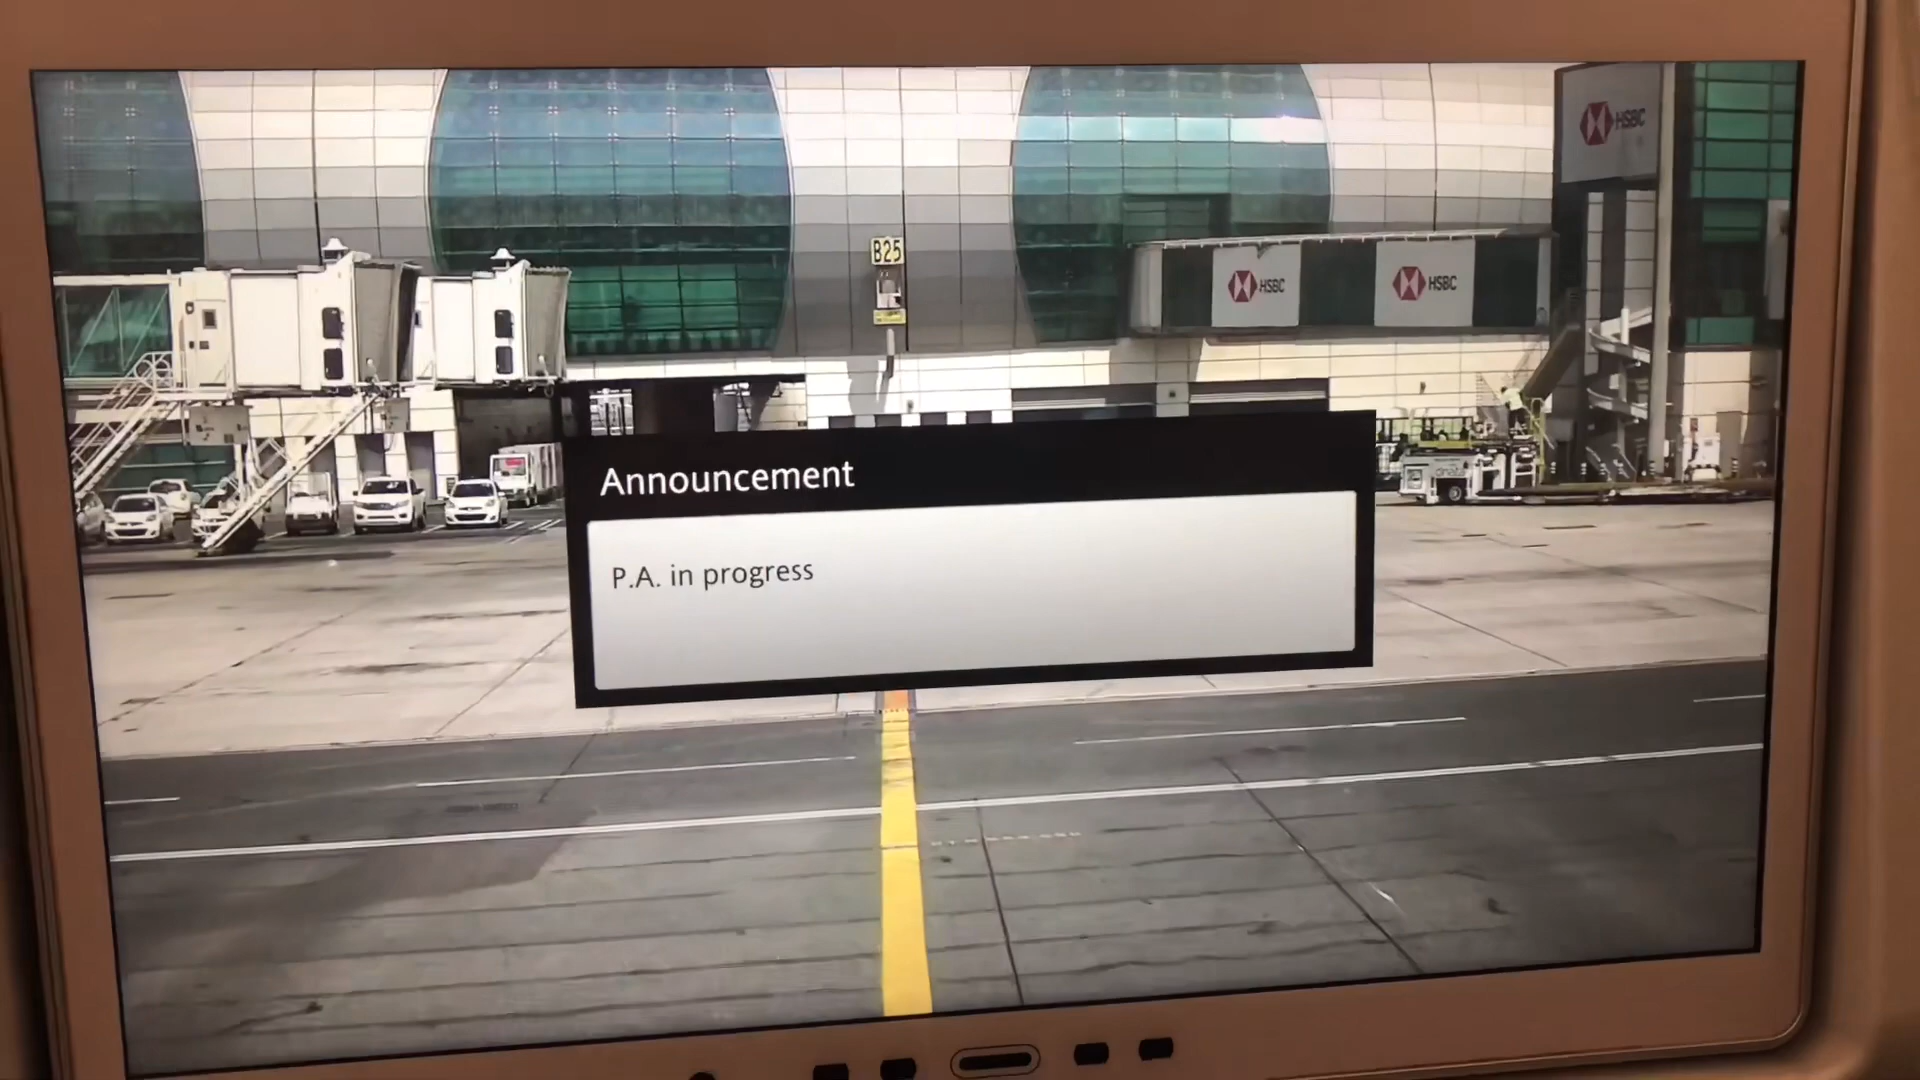 HSBC
B25
HSBC
HSBC
Announcement
P.A. in progress